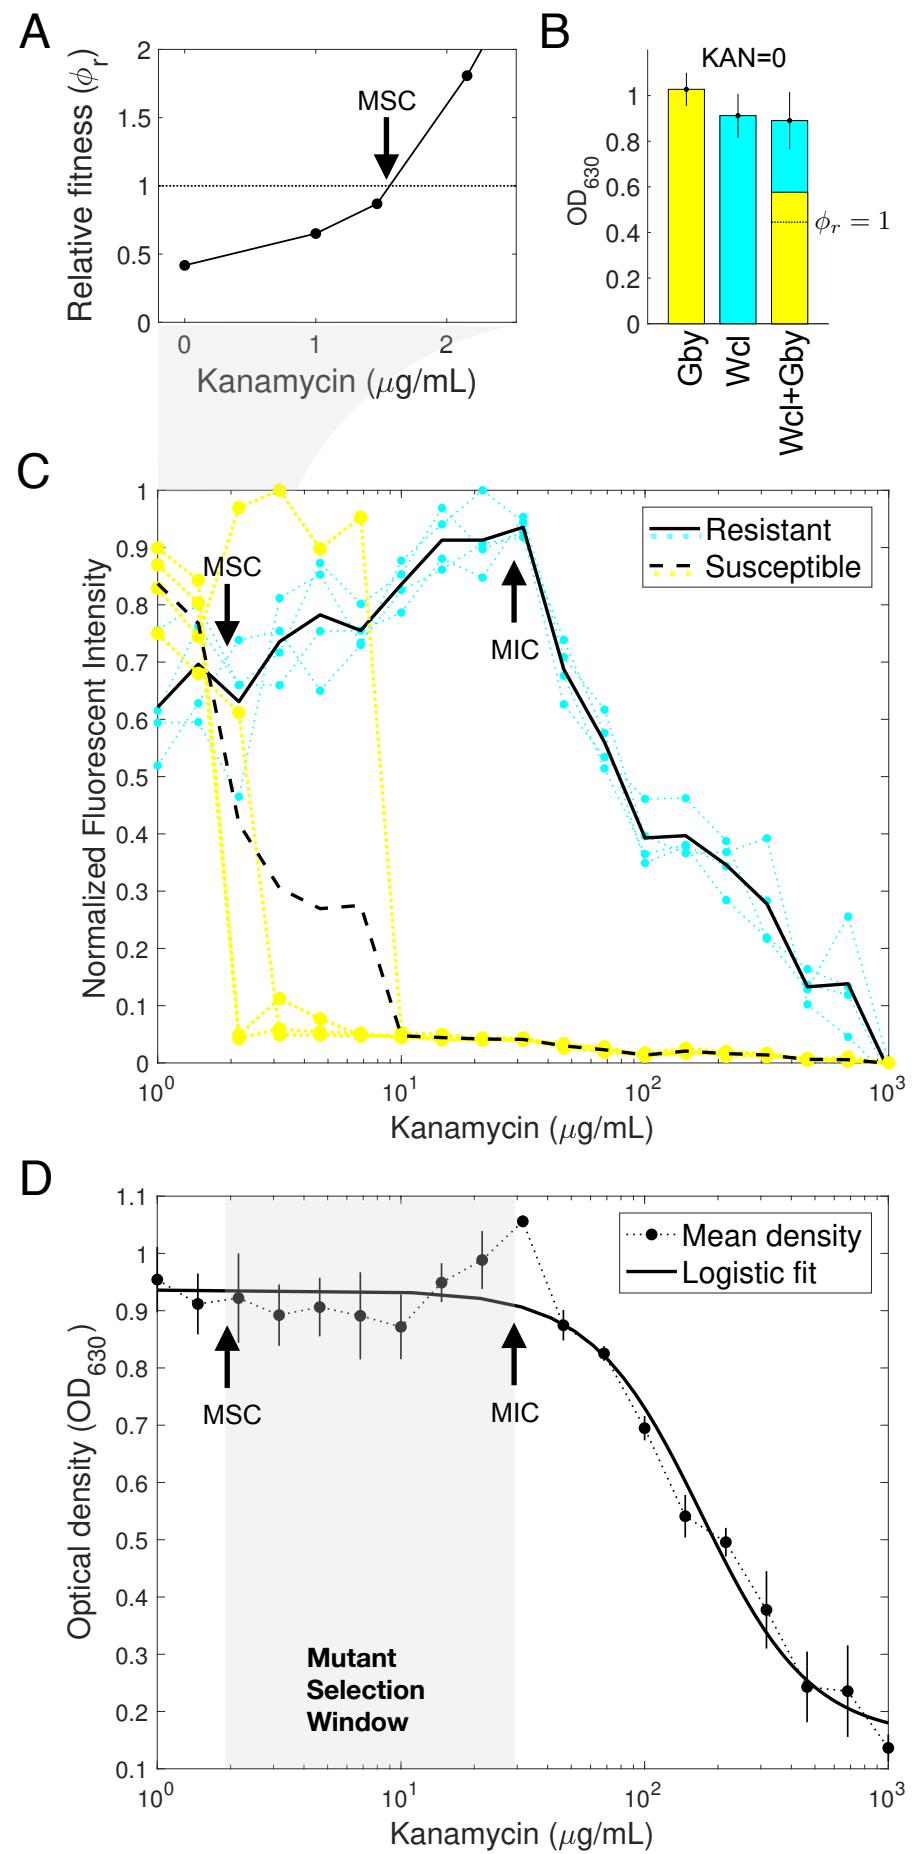 A
Relative fitness (ϕr)
2
1.5
1
0.5
0
MSC
0
1
2
Kanamycin (μg/mL)
B
KAN=0
OD630
1
0.8
0.6
0.4
0.2
0
ϕr = 1
Gby
Wcl
Wcl+Gby
C
Normalized Fluorescent Intensity
1
0.9
0.8
0.7
0.6
0.5
0.4
0.3
0.2
0.1
0
MSC
MIC
Resistant
Susceptible
10^0
10^1
10^2
10^3
Kanamycin (μg/mL)
D
Optical density (OD630)
1.1
1
0.9
0.8
0.7
0.6
0.5
0.4
0.3
0.2
0.1
Mean density
Logistic fit
MSC
MIC
Mutant
Selection
Window
10^0
10^1
10^2
10^3
Kanamycin (μg/mL)